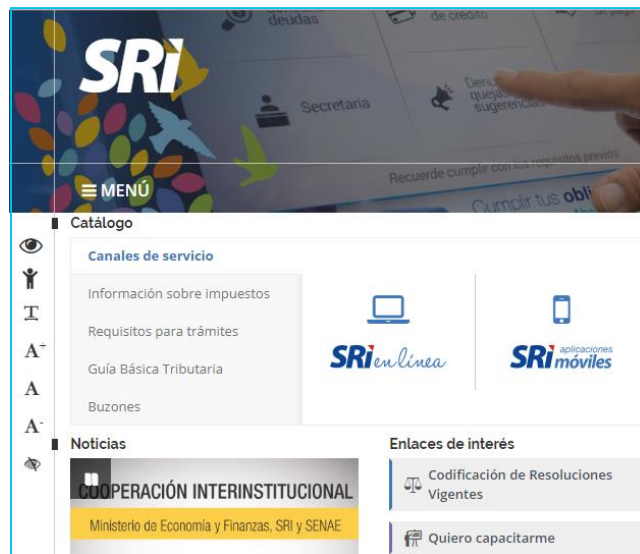 deudas
de crédito
SRi
Secretaría
Recuerde cumplir con los requisitos previos
Cumplir tus obli
MENÚ
Catálogo
Canales de servicio
Información sobre impuestos
Requisitos para trámites
Guía Básica Tributaria
Buzones
SRi en línea
SRi aplicaciones móviles
A+
A
A-
Noticias
COOPERACIÓN INTERINSTITUCIONAL
Ministerio de Economía y Finanzas, SRI y SENAE
Enlaces de interés
Codificación de Resoluciones
Vigentes
Quiero capacitarme